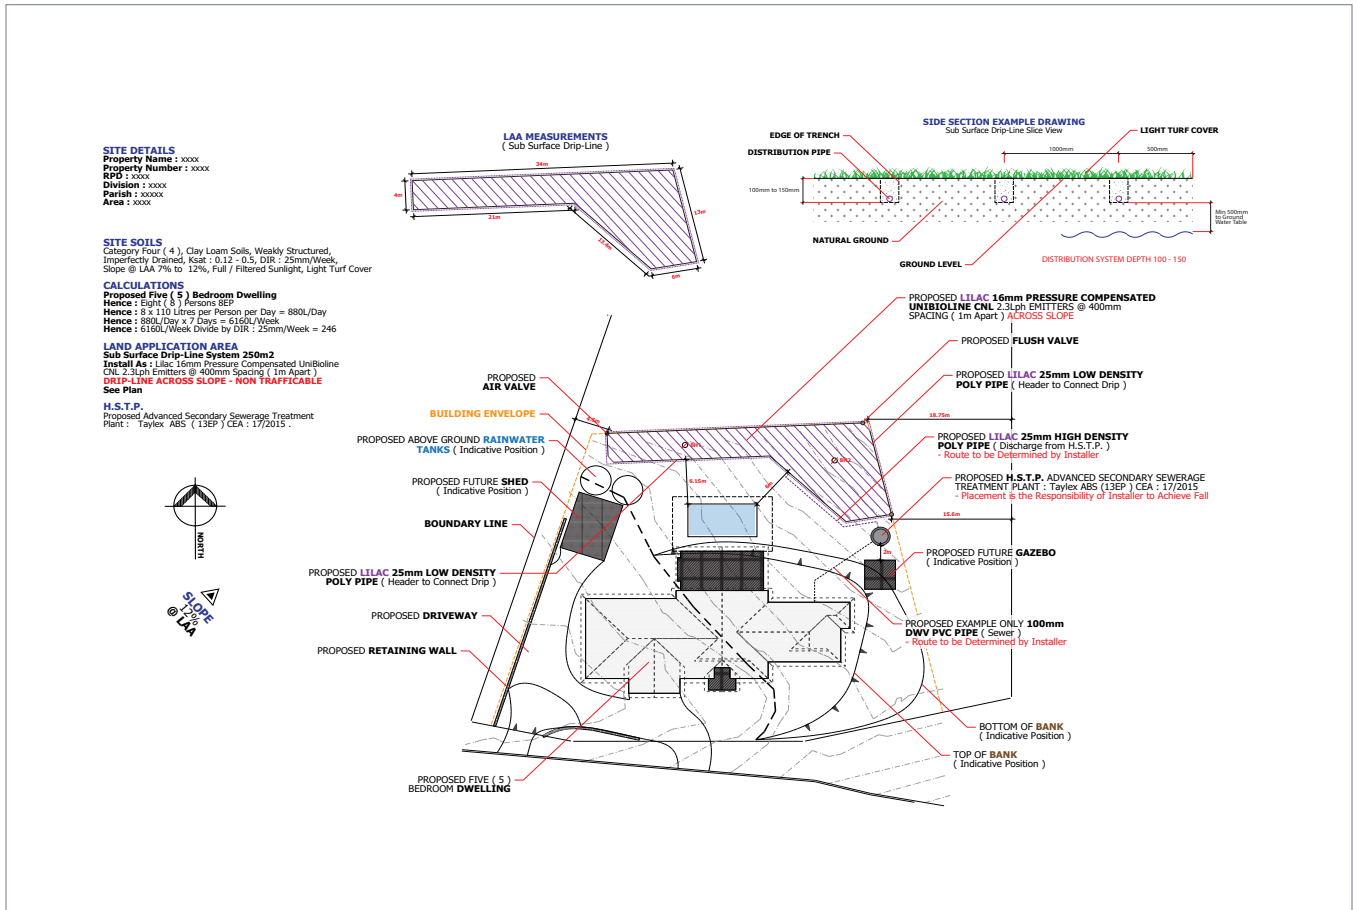 SITE DETAILS
Property Name : xxxx
Property Number : xxxx
RPD : xxxx
Division : xxxx
Parish : xxxxx
Area : xxxx
SITE SOILS
Category Four ( 4 ), Clay Loam Soils, Weakly Structured,
Imperfectly Drained, Ksat : 0.12 - 0.5, DIR : 25mm/Week,
Slope @ LAA 7% to 12%, Full / Filtered Sunlight, Light Turf Cover
CALCULATIONS
Proposed Five ( 5 ) Bedroom Dwelling
Hence : Eight ( 8 ) Persons 8EP
Hence : 8 x 110 Litres per Person per Day = 880L/Day
Hence : 880L/Day x 7 Days = 6160L/Week
Hence : 6160L/Week Divide by DIR : 25mm/Week = 246
LAND APPLICATION AREA
Sub Surface Drip-Line System 250m2
Install As : Lilac 16mm Pressure Compensated UniBioline
CNL 2.3Lph Emitters @ 400mm Spacing ( 1m Apart )
DRIP-LINE ACROSS SLOPE - NON TRAFFICABLE
See Plan
H.S.T.P.
Proposed Advanced Secondary Sewerage Treatment
Plant : Taylex ABS ( 13EP ) CEA : 17/2015 .
NORTH
SLOPE
12%
@ LAA
LAA MEASUREMENTS
( Sub Surface Drip-Line )
34m
4m
21m
13m
6m
SIDE SECTION EXAMPLE DRAWING
Sub Surface Drip-Line Slice View
EDGE OF TRENCH
LIGHT TURF COVER
DISTRIBUTION PIPE
1000mm
500mm
100mm to 150mm
Min 500mm
to Ground
Water Table
NATURAL GROUND
GROUND LEVEL
DISTRIBUTION SYSTEM DEPTH 100 - 150
PROPOSED LILAC 16mm PRESSURE COMPENSATED
UNIBIOLINE CNL 2.3Lph EMITTERS @ 400mm
SPACING ( 1m Apart ) ACROSS SLOPE
PROPOSED FLUSH VALVE
PROPOSED LILAC 25mm LOW DENSITY
POLY PIPE ( Header to Connect Drip )
18.75m
PROPOSED LILAC 25mm HIGH DENSITY
POLY PIPE ( Discharge from H.S.T.P. )
- Route to be Determined by Installer
PROPOSED H.S.T.P. ADVANCED SECONDARY SEWERAGE
TREATMENT PLANT : Taylex ABS (13EP ) CEA : 17/2015
- Placement is the Responsibility of Installer to Achieve Fall
15.6m
PROPOSED FUTURE GAZEBO
( Indicative Position )
2m
PROPOSED EXAMPLE ONLY 100mm
DWV PVC PIPE ( Sewer )
- Route to be Determined by Installer
BOTTOM OF BANK
( Indicative Position )
TOP OF BANK
( Indicative Position )
PROPOSED
AIR VALVE
BUILDING ENVELOPE
PROPOSED ABOVE GROUND RAINWATER
TANKS ( Indicative Position )
BH1
BH2
6.15m
6m
PROPOSED FUTURE SHED
( Indicative Position )
BOUNDARY LINE
PROPOSED LILAC 25mm LOW DENSITY
POLY PIPE ( Header to Connect Drip )
PROPOSED DRIVEWAY
PROPOSED RETAINING WALL
PROPOSED FIVE ( 5 )
BEDROOM DWELLING